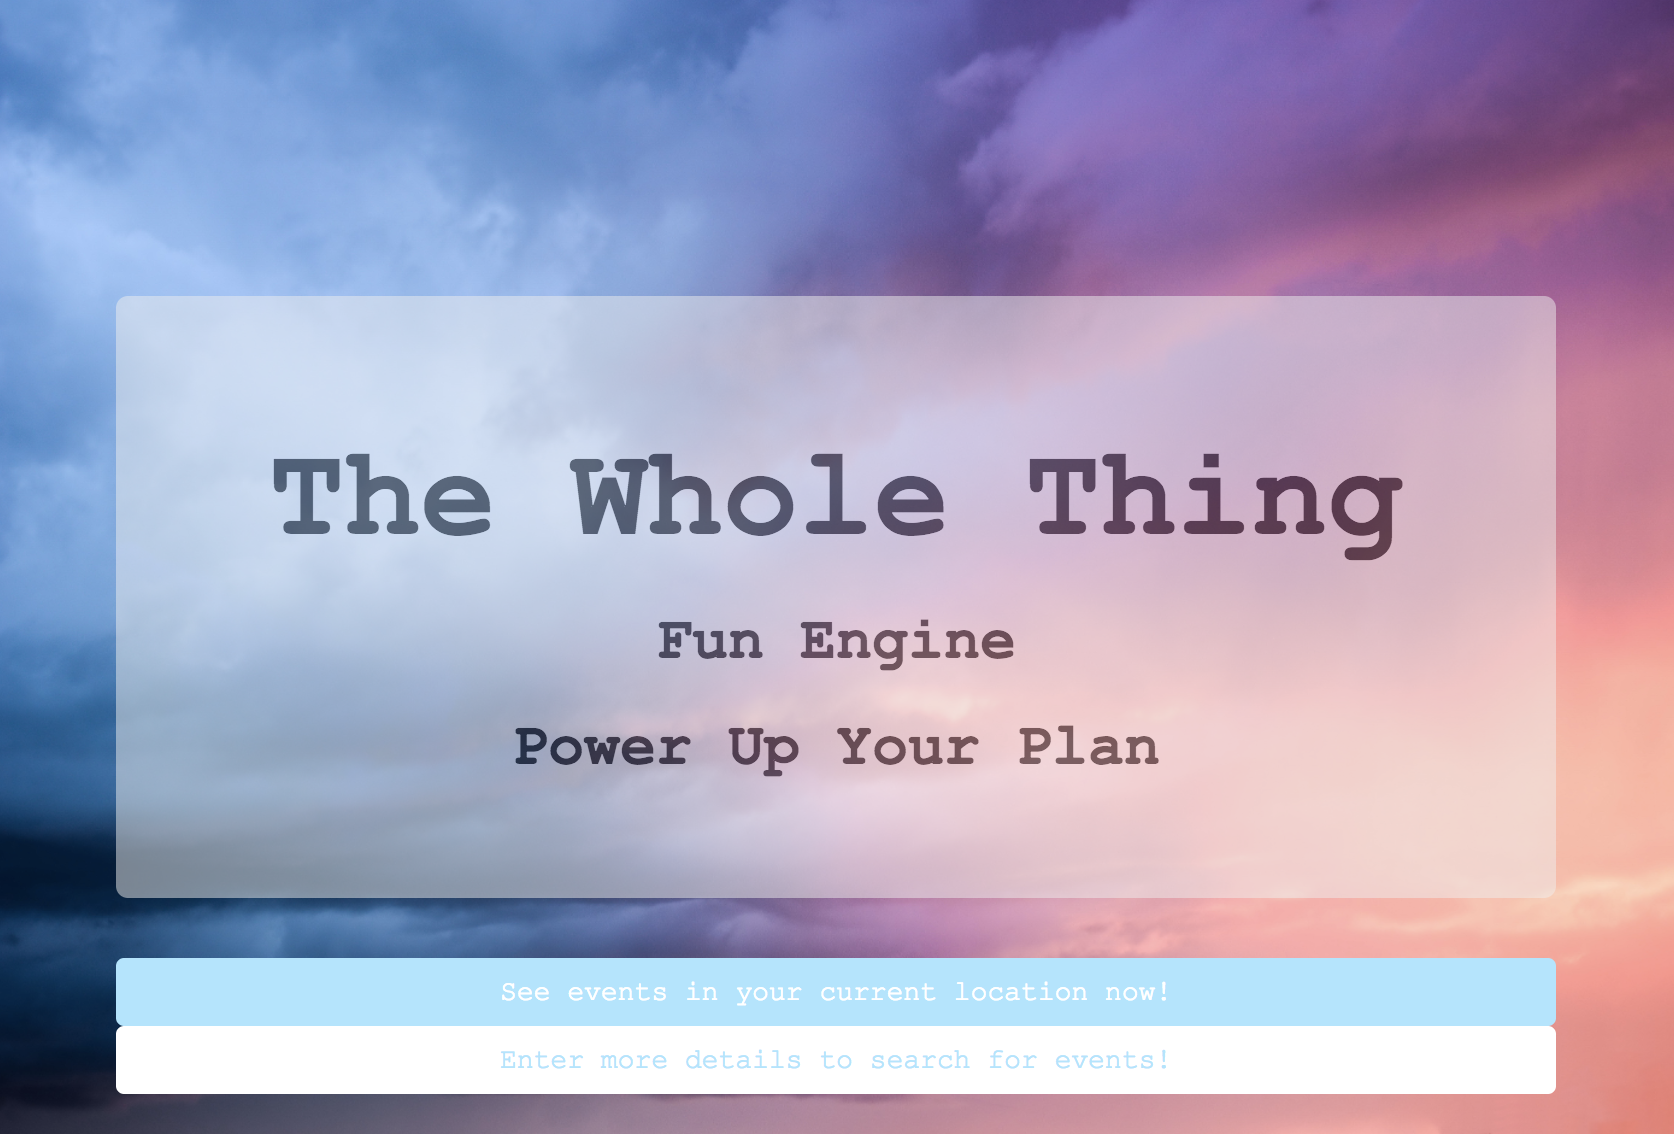 The Whole Thing
Fun Engine
Power Up Your Plan
See events in your current location now!
Enter more details to search for events!